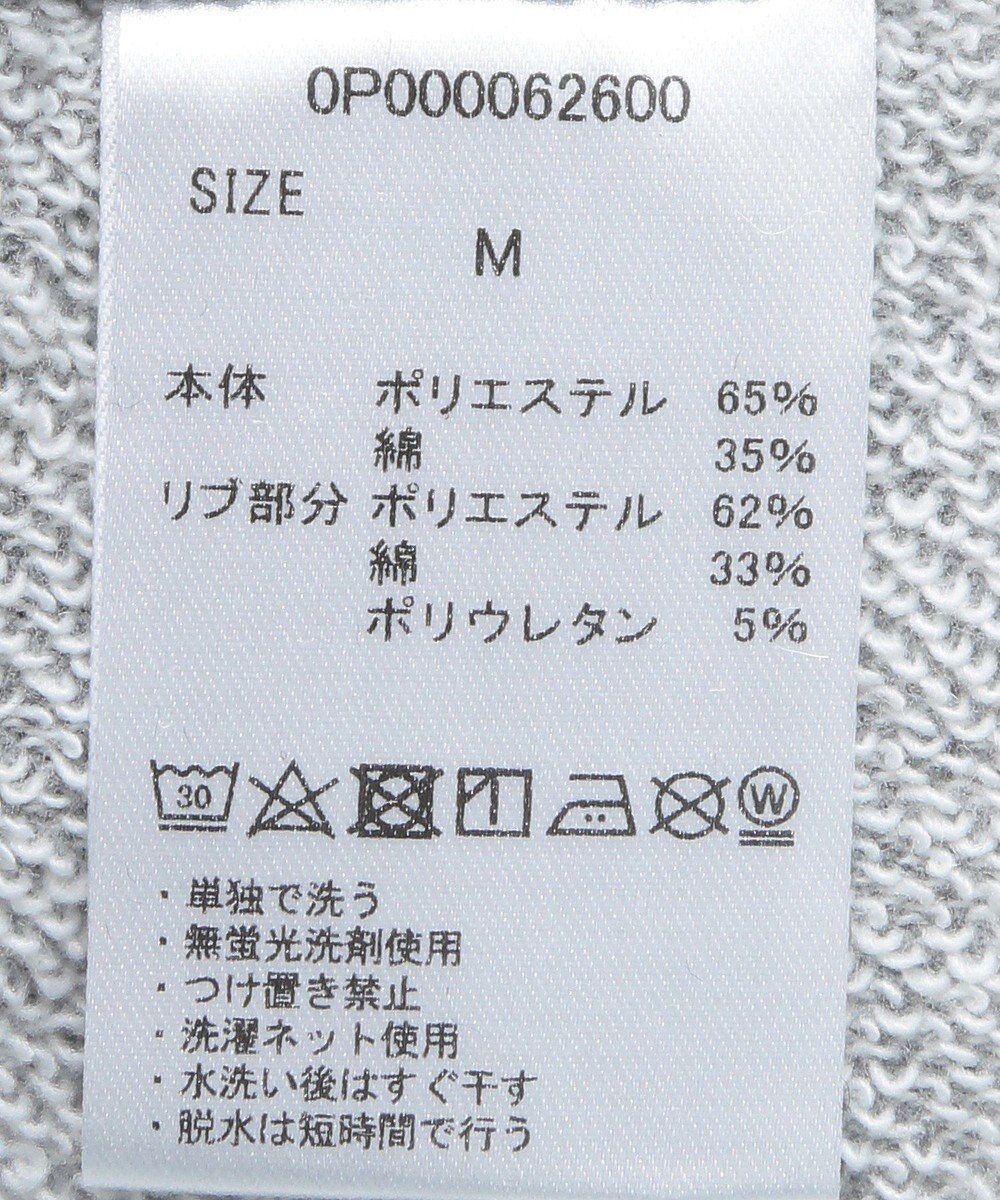 0P000062600
SIZE
M
本体 ポリエステル 65%
綿 35%
リブ部分 ポリエステル 62%
綿 33%
ポリウレタン 5%
30 W
・単独で洗う
・無蛍光洗剤使用
・つけ置き禁止
・洗濯ネット使用
・水洗い後はすぐ干す
・脱水は短時間で行う